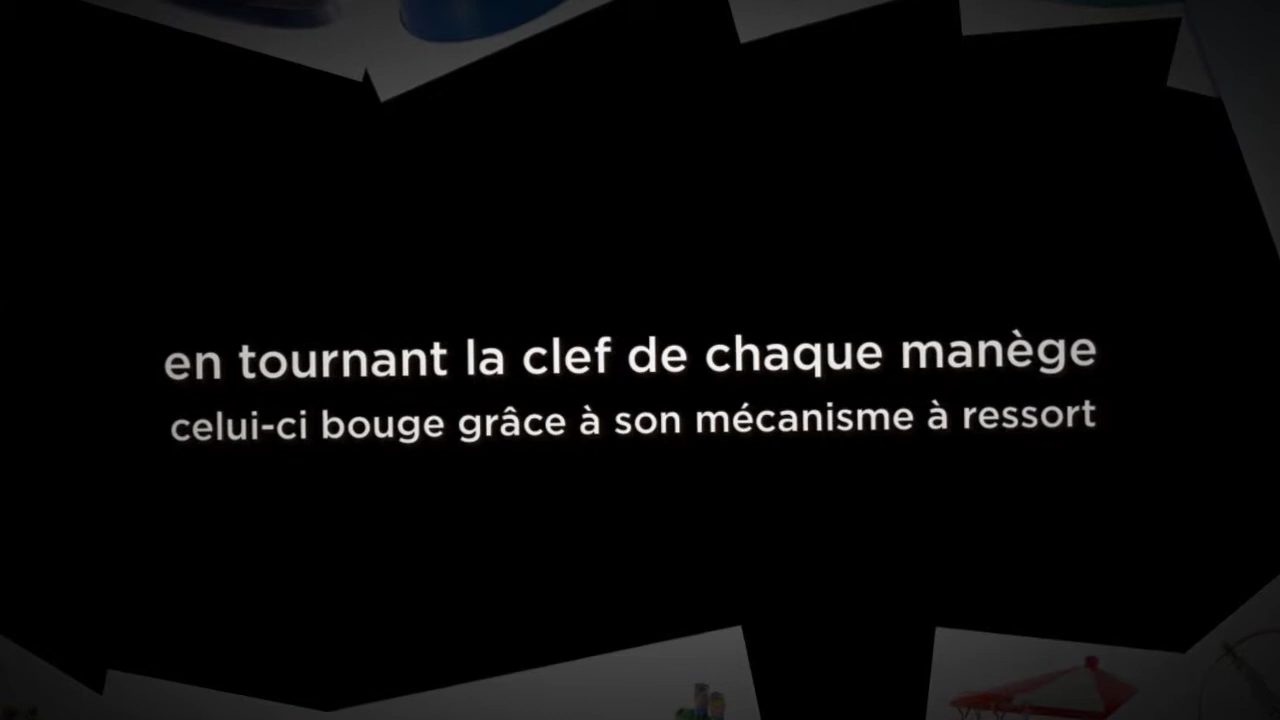 en tournant la clef de chaque manège
celui-ci bouge grâce à son mécanisme à ressort